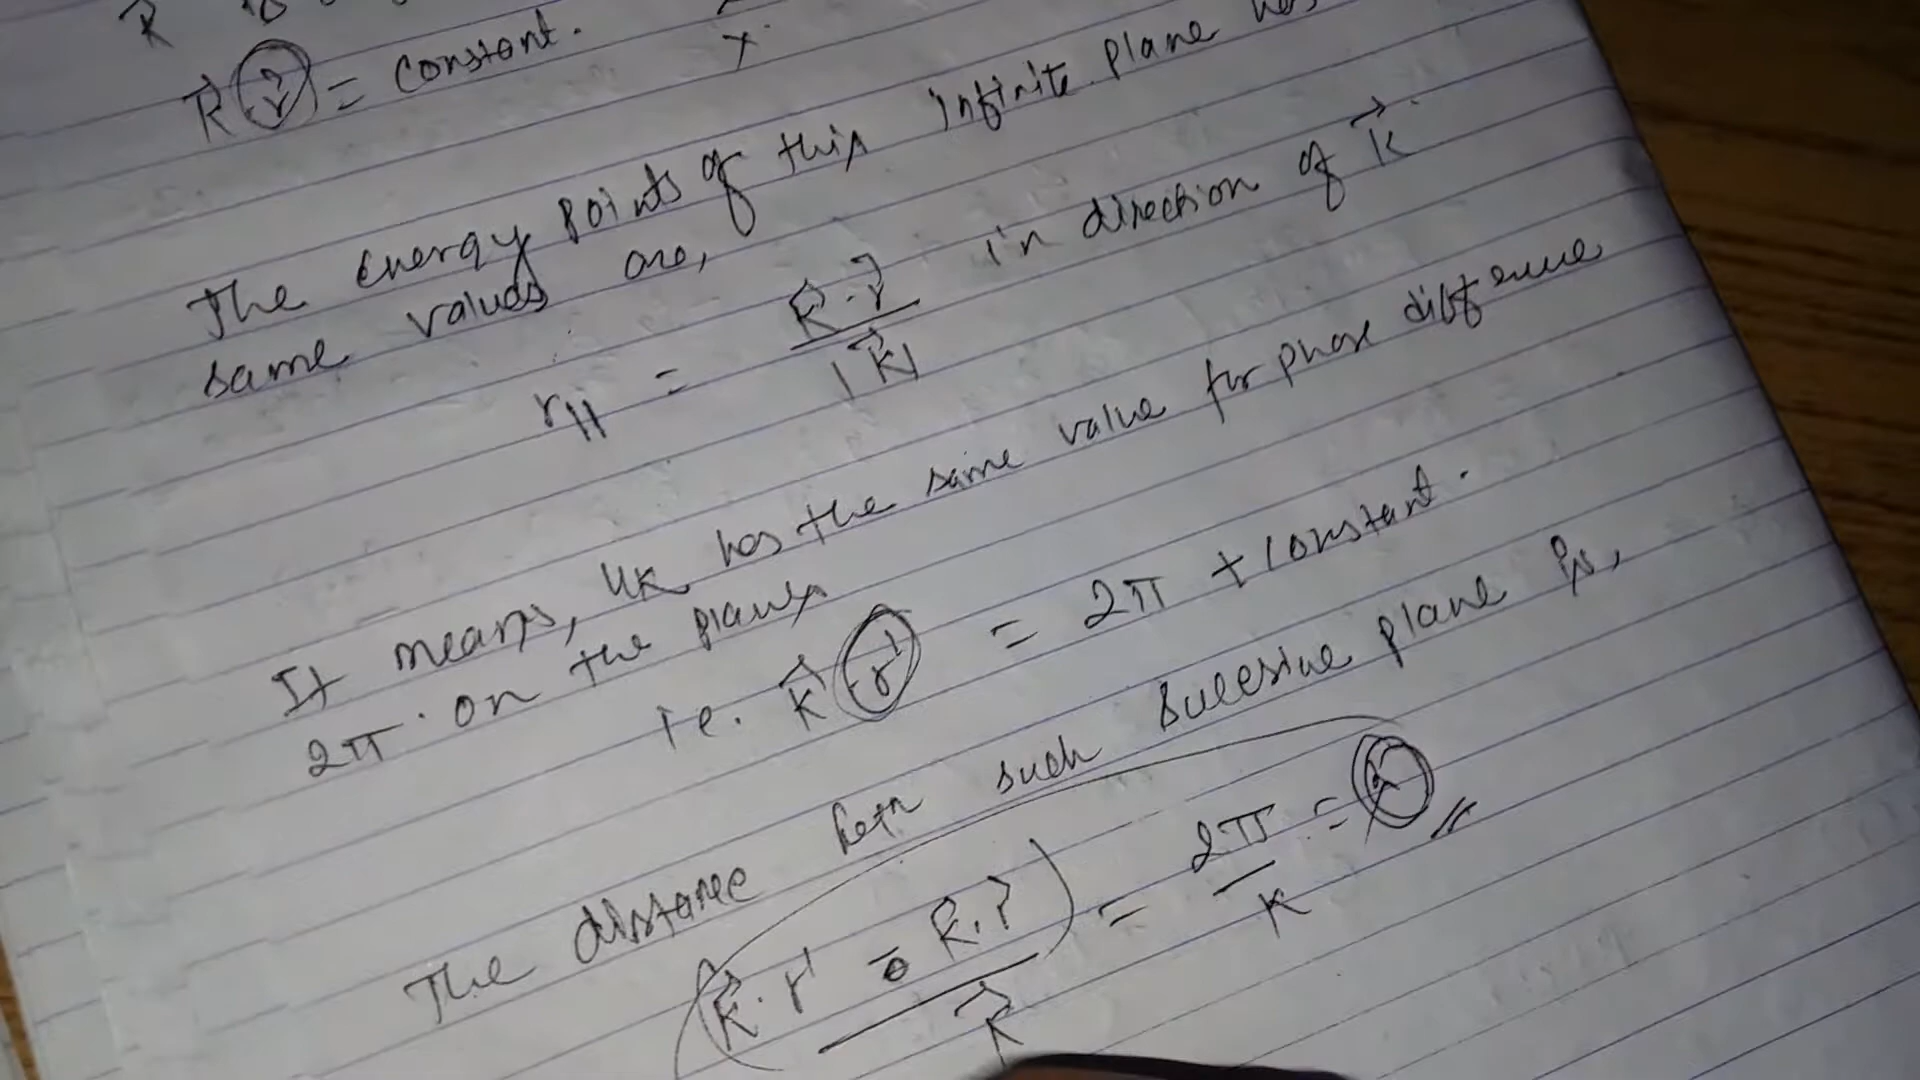 k⃗.r⃗ = constant.
The energy points of this infinite plane has
same values are,
r∥ = k⃗.r⃗ / |k⃗| in direction of k⃗.
It means, uk has the same value for phase difference
2π. on the planes
ie. k⃗.r' = 2π + constant.
The distance betn such succesive plane is,
(k⃗.r' - k⃗.r⃗) / k⃗ = 2π / k = λ